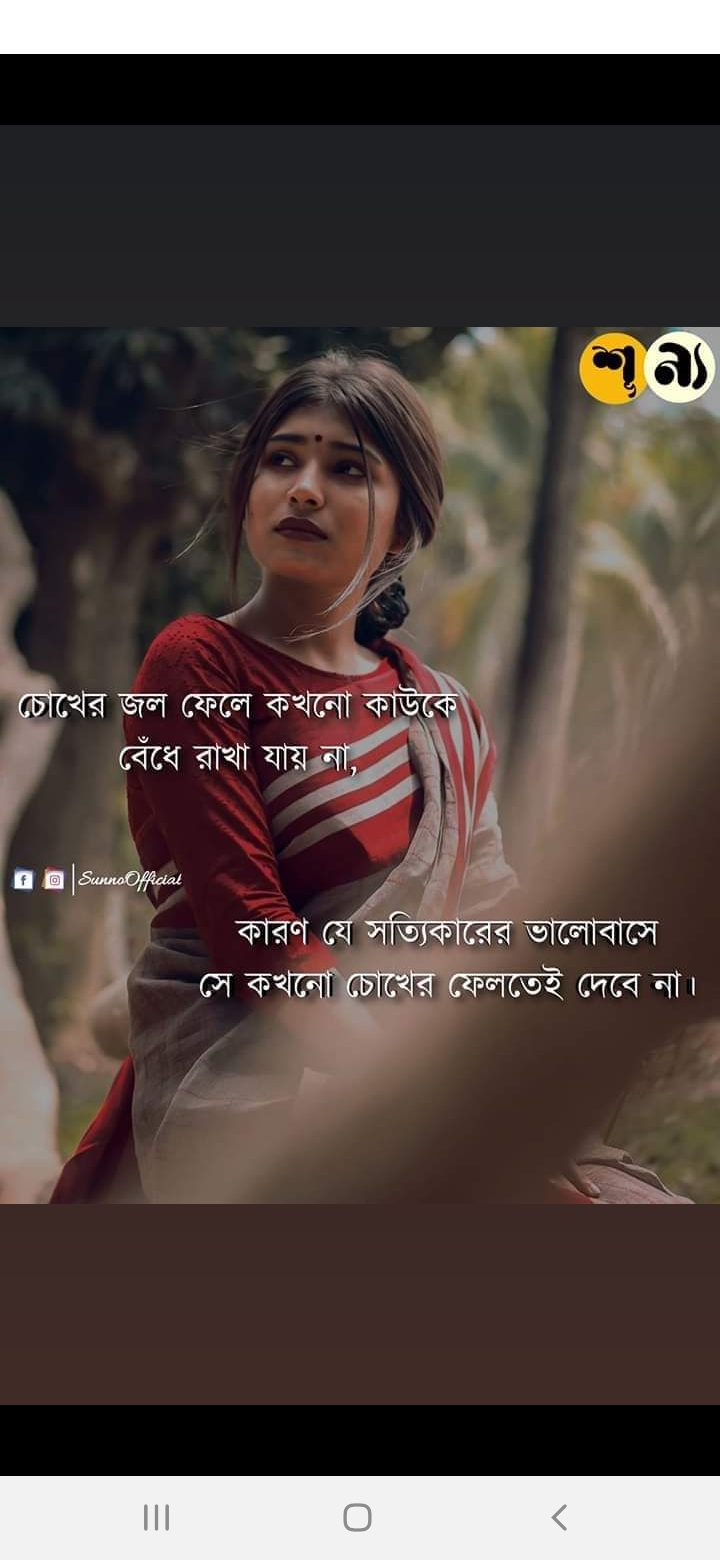 শূন্য
চোখের জল ফেলে কখনো কাউকে
বেঁধে রাখা যায় না,
SunnoOfficial
কারণ যে সত্যিকারের ভালোবাসে
সে কখনো চোখের ফেলতেই দেবে না।